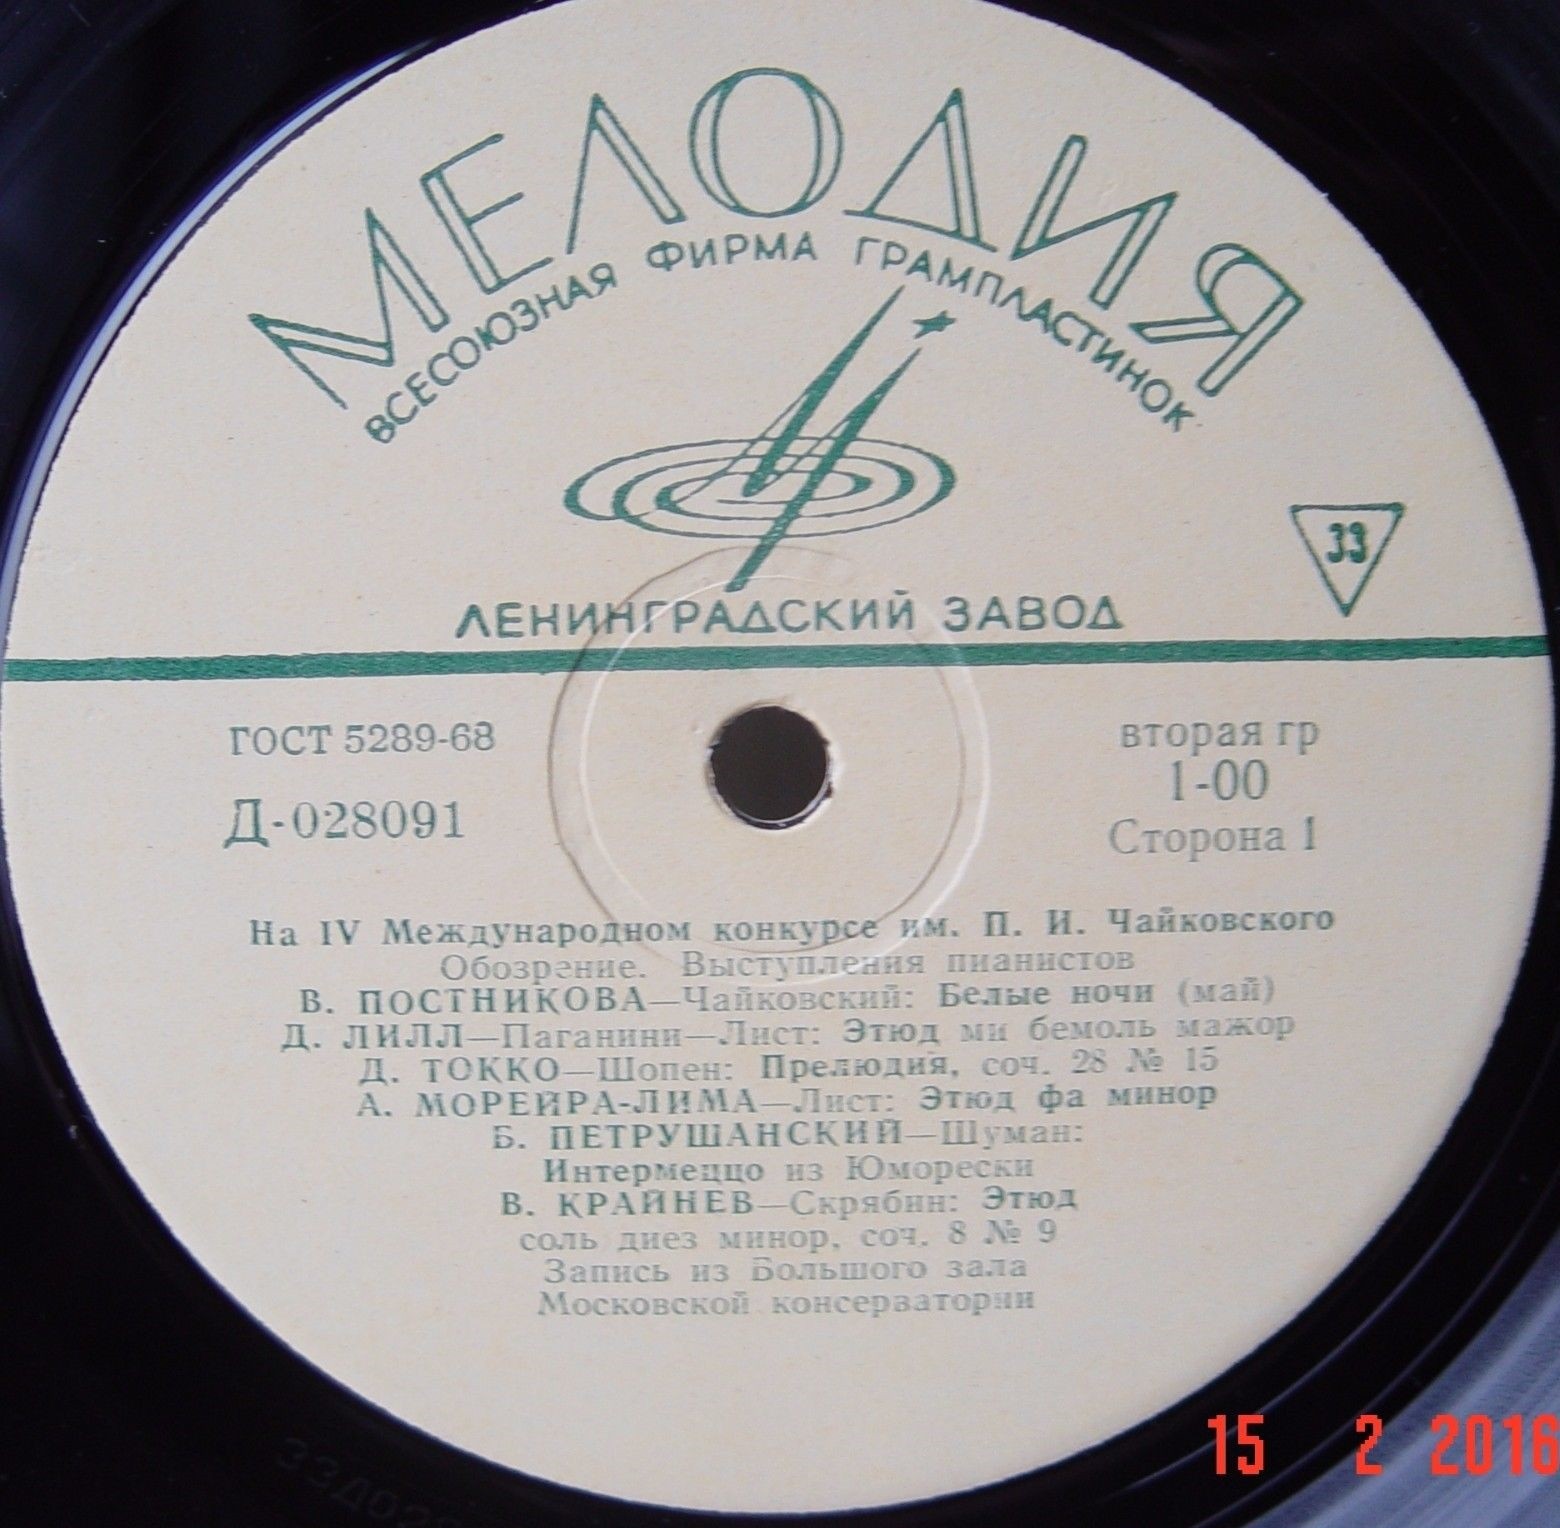 МЕЛОДИЯ
ВСЕСОЮЗНАЯ ФИРМА ГРАМПЛАСТИНОК
33
ЛЕНИНГРАДСКИЙ ЗАВОД
ГОСТ 5289-68
вторая гр
Д-028091
1-00
Сторона 1
На IV Международном конкурсе им. П. И. Чайковского
Обозрение. Выступления пианистов
В. ПОСТНИКОВА—Чайковский: Белые ночи (май)
Д. ЛИЛЛ—Паганини—Лист: Этюд ми бемоль мажор
Д. ТОККО—Шопен: Прелюдия, соч. 28 № 15
А. МОРЕЙРА-ЛИМА—Лист: Этюд фа минор
Б. ПЕТРУШАНСКИЙ—Шуман:
Интермеццо из Юморески
В. КРАЙНЕВ—Скрябин: Этюд
соль диез минор, соч. 8 № 9
Запись из Большого зала
Московской консерватории
15 2 2016